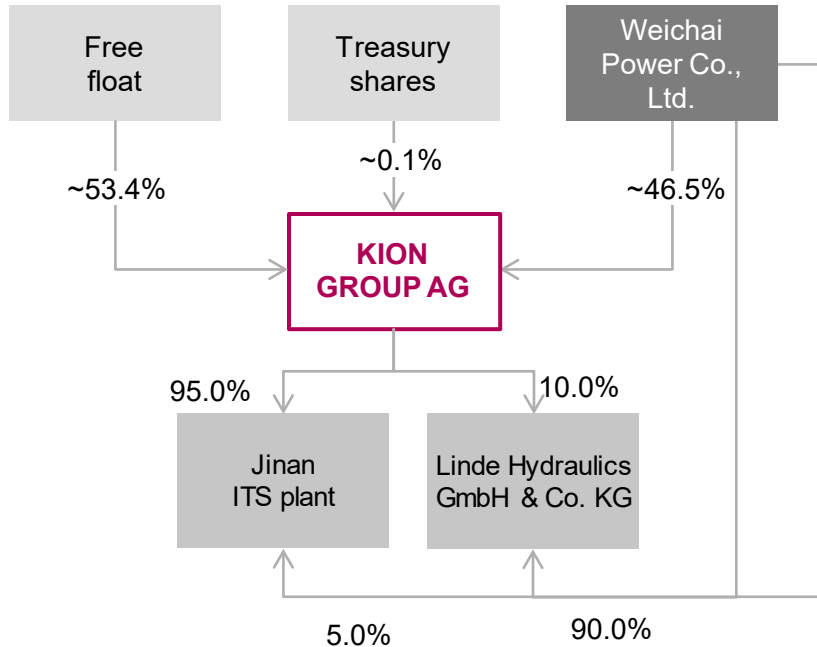 Free
float
Treasury
shares
Weichai
Power Co.,
Ltd.
~53.4%
~0.1%
~46.5%
KION
GROUP AG
95.0%
10.0%
Jinan
ITS plant
Linde Hydraulics
GmbH & Co. KG
5.0%
90.0%